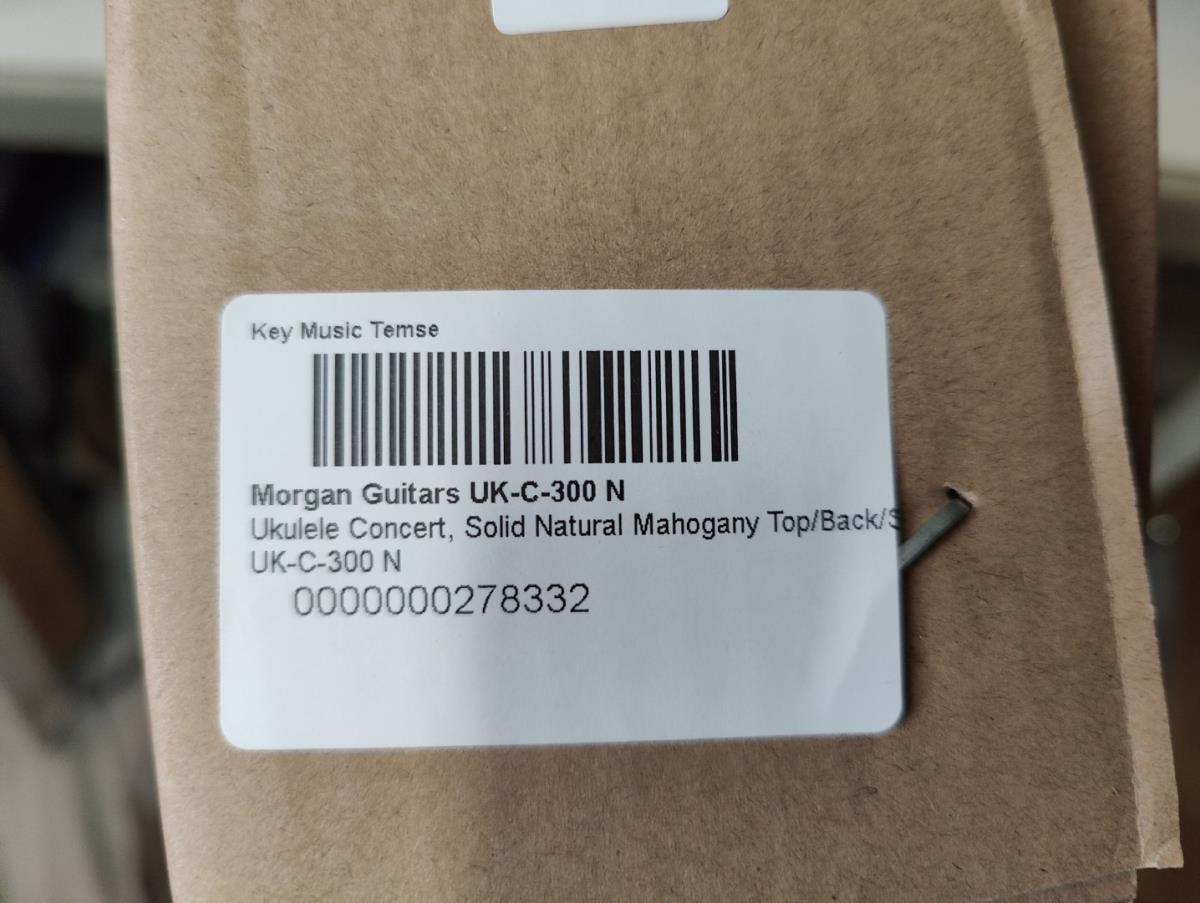 Key Music Temse
Morgan Guitars UK-C-300 N
Ukulele Concert, Solid Natural Mahogany Top/Back/S
UK-C-300 N
0000000278332